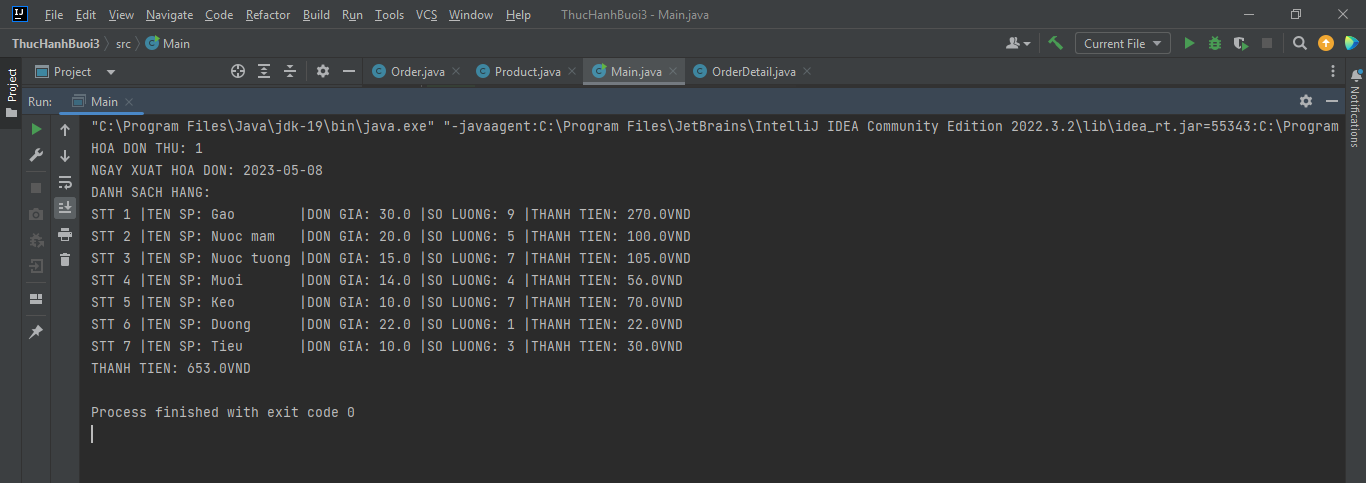 IJ File Edit View Navigate Code Refactor Build Run Tools VCS Window Help ThucHanhBuoi3 - Main.java
ThucHanhBuoi3 src Main Current File
Project Project Order.java Product.java Main.java OrderDetail.java
Notifications
Run: Main
"C:\Program Files\Java\jdk-19\bin\java.exe" "-javaagent:C:\Program Files\JetBrains\IntelliJ IDEA Community Edition 2022.3.2\lib\idea_rt.jar=55343:C:\Program
HOA DON THU: 1
NGAY XUAT HOA DON: 2023-05-08
DANH SACH HANG:
STT 1 |TEN SP: Gao        |DON GIA: 30.0 |SO LUONG: 9 |THANH TIEN: 270.0VND
STT 2 |TEN SP: Nuoc mam   |DON GIA: 20.0 |SO LUONG: 5 |THANH TIEN: 100.0VND
STT 3 |TEN SP: Nuoc tuong |DON GIA: 15.0 |SO LUONG: 7 |THANH TIEN: 105.0VND
STT 4 |TEN SP: Muoi       |DON GIA: 14.0 |SO LUONG: 4 |THANH TIEN: 56.0VND
STT 5 |TEN SP: Keo        |DON GIA: 10.0 |SO LUONG: 7 |THANH TIEN: 70.0VND
STT 6 |TEN SP: Duong      |DON GIA: 22.0 |SO LUONG: 1 |THANH TIEN: 22.0VND
STT 7 |TEN SP: Tieu       |DON GIA: 10.0 |SO LUONG: 3 |THANH TIEN: 30.0VND
THANH TIEN: 653.0VND
Process finished with exit code 0